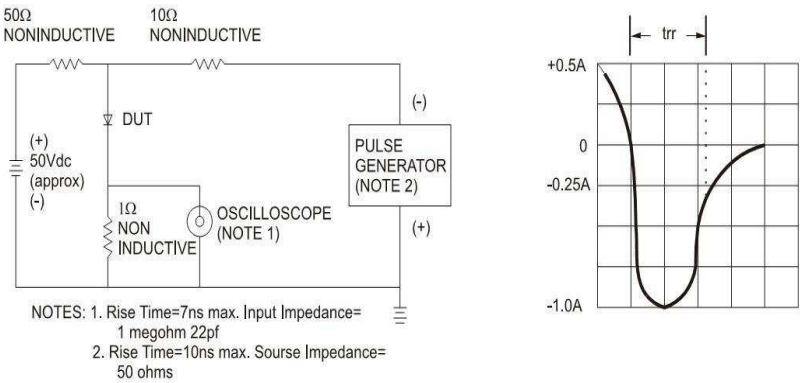 50Ω
NONINDUCTIVE
10Ω
NONINDUCTIVE
DUT
(+)
50Vdc
(approx)
(-)
1Ω
NON
INDUCTIVE
OSCILLOSCOPE
(NOTE 1)
(-)
PULSE
GENERATOR
(NOTE 2)
(+)
NOTES: 1. Rise Time=7ns max. Input Impedance=
1 megohm 22pf
2. Rise Time=10ns max. Sourse Impedance=
50 ohms
trr
+0.5A
0
-0.25A
-1.0A